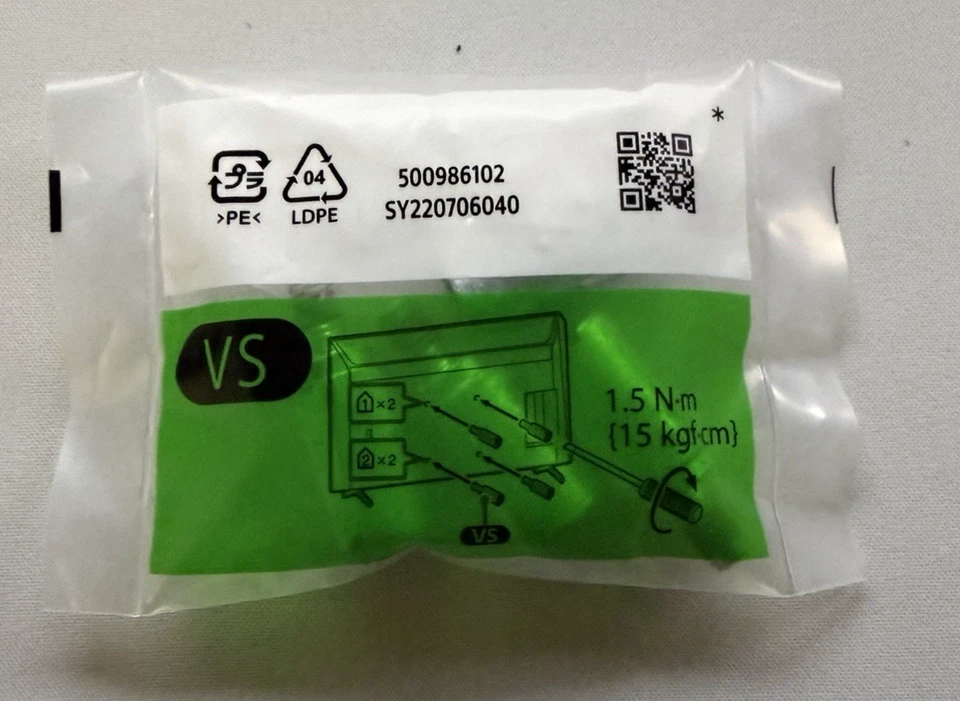 *
プラ
>PE<
04
LDPE
500986102
SY220706040
VS
1 ×2
2 ×2
VS
1.5 N·m
{15 kgf·cm}